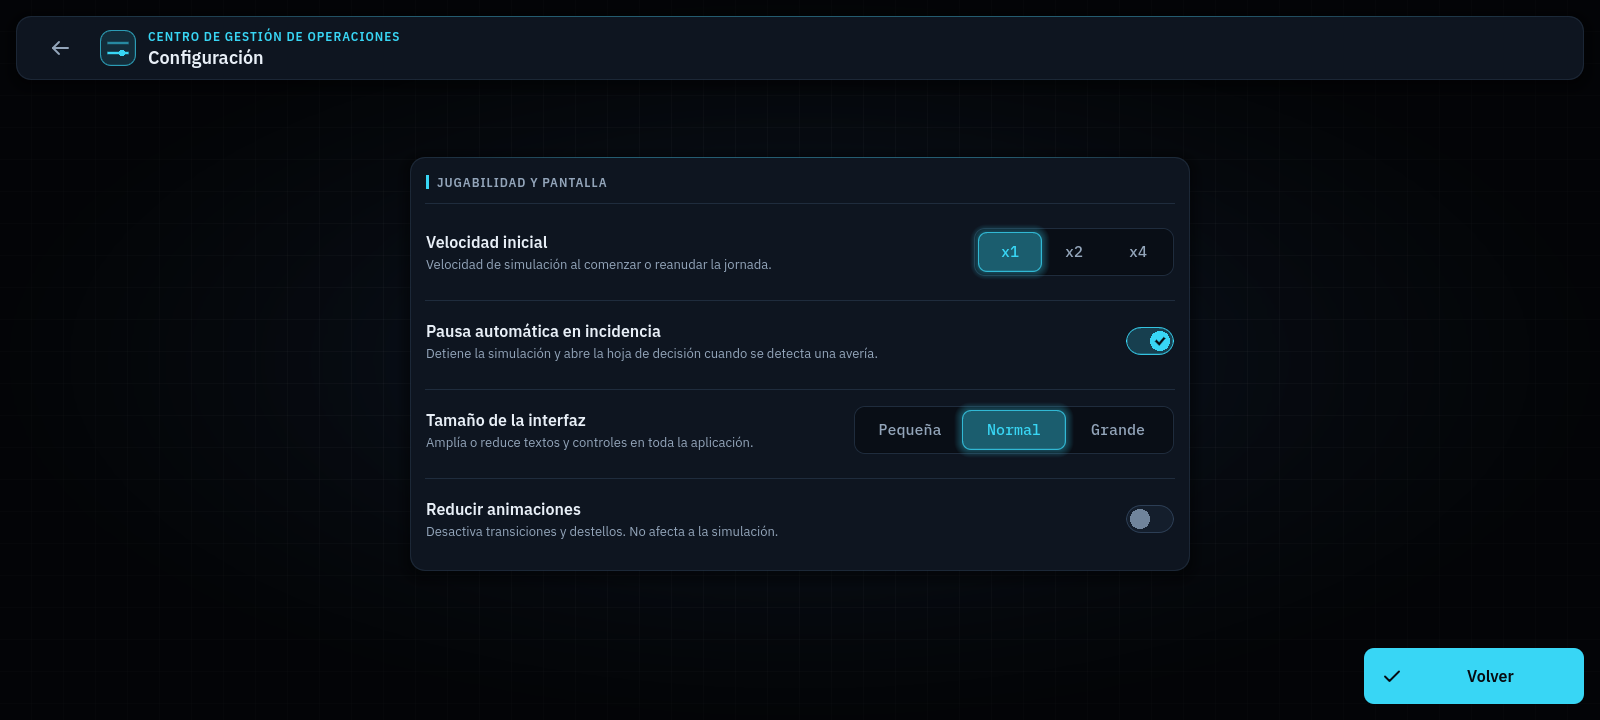 CENTRO DE GESTIÓN DE OPERACIONES
Configuración
JUGABILIDAD Y PANTALLA
Velocidad inicial
Velocidad de simulación al comenzar o reanudar la jornada.
x1 x2 x4
Pausa automática en incidencia
Detiene la simulación y abre la hoja de decisión cuando se detecta una avería.
Tamaño de la interfaz
Amplía o reduce textos y controles en toda la aplicación.
Pequeña Normal Grande
Reducir animaciones
Desactiva transiciones y destellos. No afecta a la simulación.
Volver